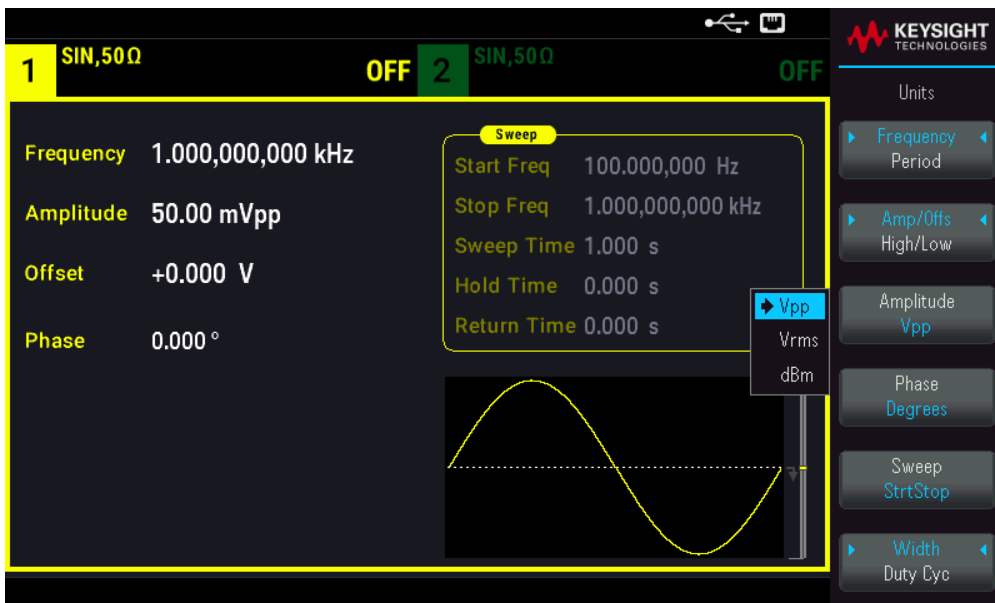 1 SIN,50Ω OFF 2 SIN,50Ω OFF
Frequency 1.000,000,000 kHz
Amplitude 50.00 mVpp
Offset +0.000 V
Phase 0.000 °
Sweep
Start Freq 100.000,000 Hz
Stop Freq 1.000,000,000 kHz
Sweep Time 1.000 s
Hold Time 0.000 s
Return Time 0.000 s
Vpp
Vrms
dBm
KEYSIGHT
TECHNOLOGIES
Units
Frequency
Period
Amp/Offs
High/Low
Amplitude
Vpp
Phase
Degrees
Sweep
StrtStop
Width
Duty Cyc